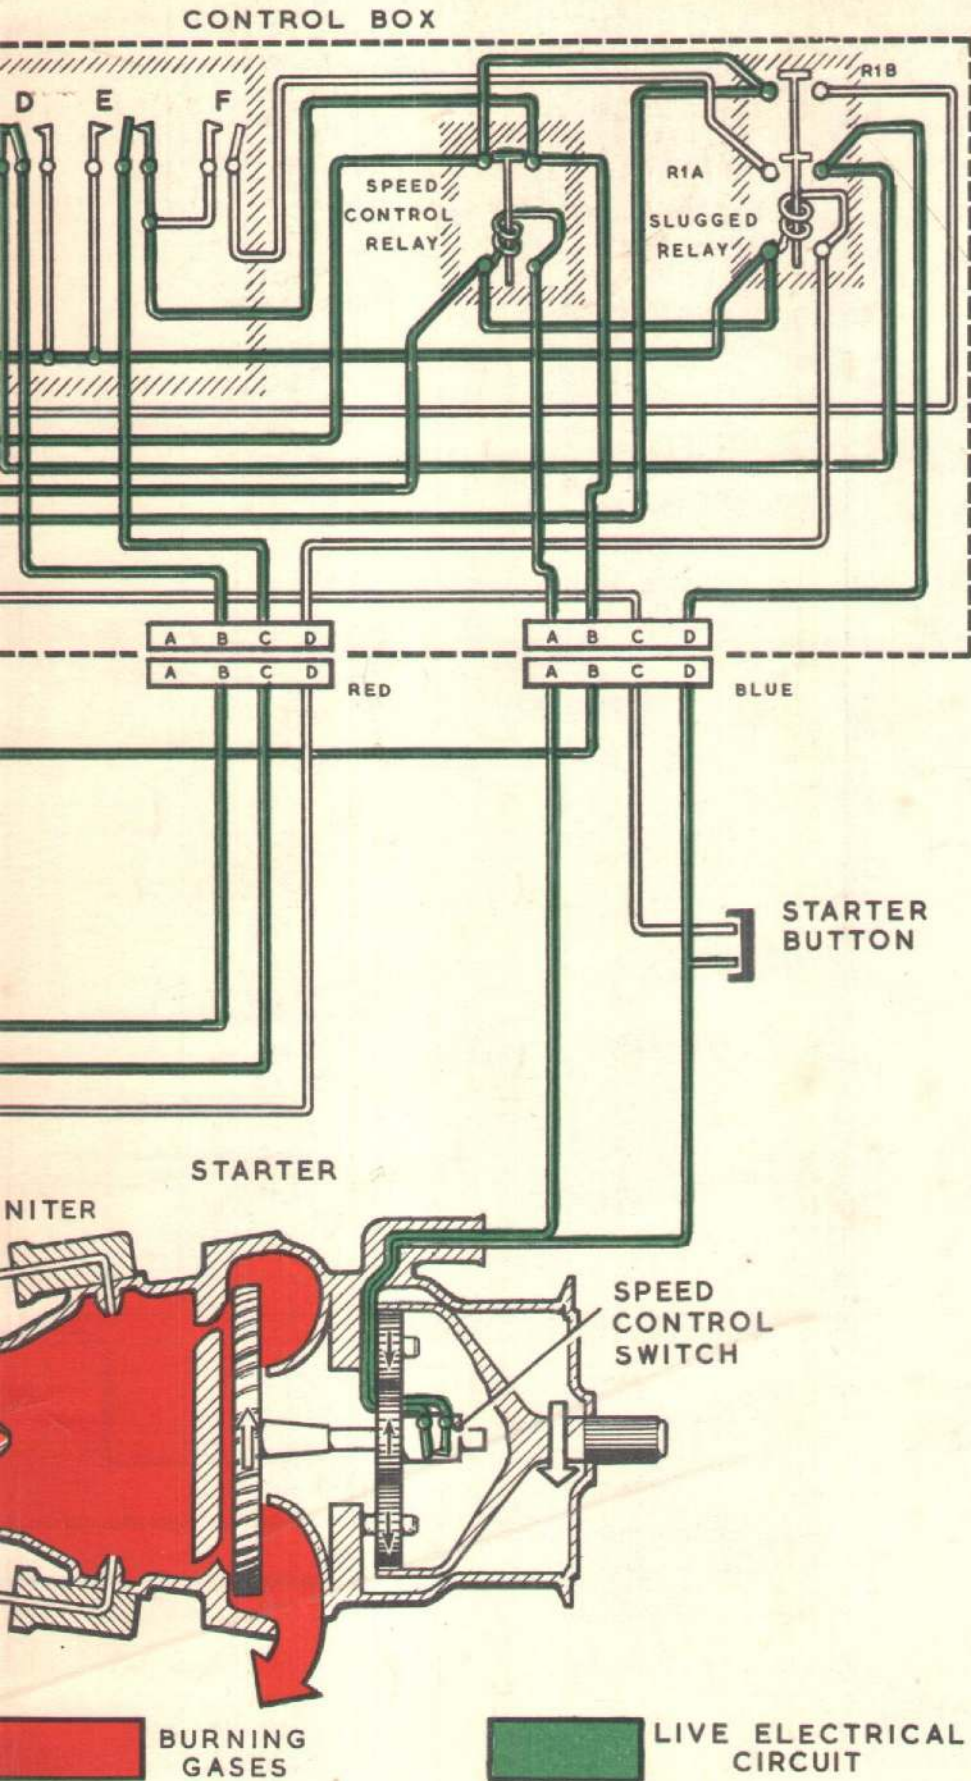 CONTROL BOX
D E F
R1B
R1A
SPEED
CONTROL
RELAY
SLUGGED
RELAY
A B C D
A B C D
RED
A B C D
A B C D
BLUE
STARTER
BUTTON
STARTER
NITER
SPEED
CONTROL
SWITCH
BURNING
GASES
LIVE ELECTRICAL
CIRCUIT